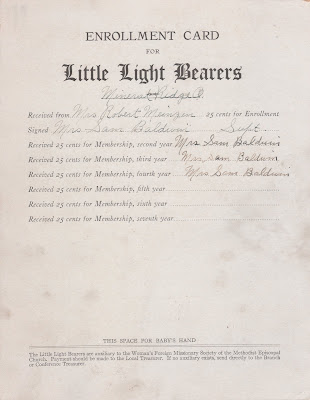 ENROLLMENT CARD
FOR
Little Light Bearers
Mineral Ridge O.
Received from Mrs Robert Meinzen 25 cents for Enrollment
Signed Mrs Sam Baldwin Supt.
Received 25 cents for Membership, second year Mrs Sam Baldwin
Received 25 cents for Membership, third year Mrs Sam Baldwin
Received 25 cents for Membership, fourth year Mrs Sam Baldwin
Received 25 cents for Membership, fifth year
Received 25 cents for Membership, sixth year
Received 25 cents for Membership, seventh year
THIS SPACE FOR BABY'S HAND
The Little Light Bearers are auxiliary to the Woman's Foreign Missionary Society of the Methodist Episcopal
Church. Payment should be made to the Local Treasurer. If no auxiliary exists, send directly to the Branch
or Conference Treasurer.